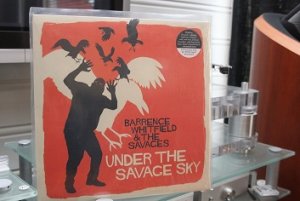 BARRENCE
WHITFIELD
& THE
SAVAGES
UNDER THE
SAVAGE SKY